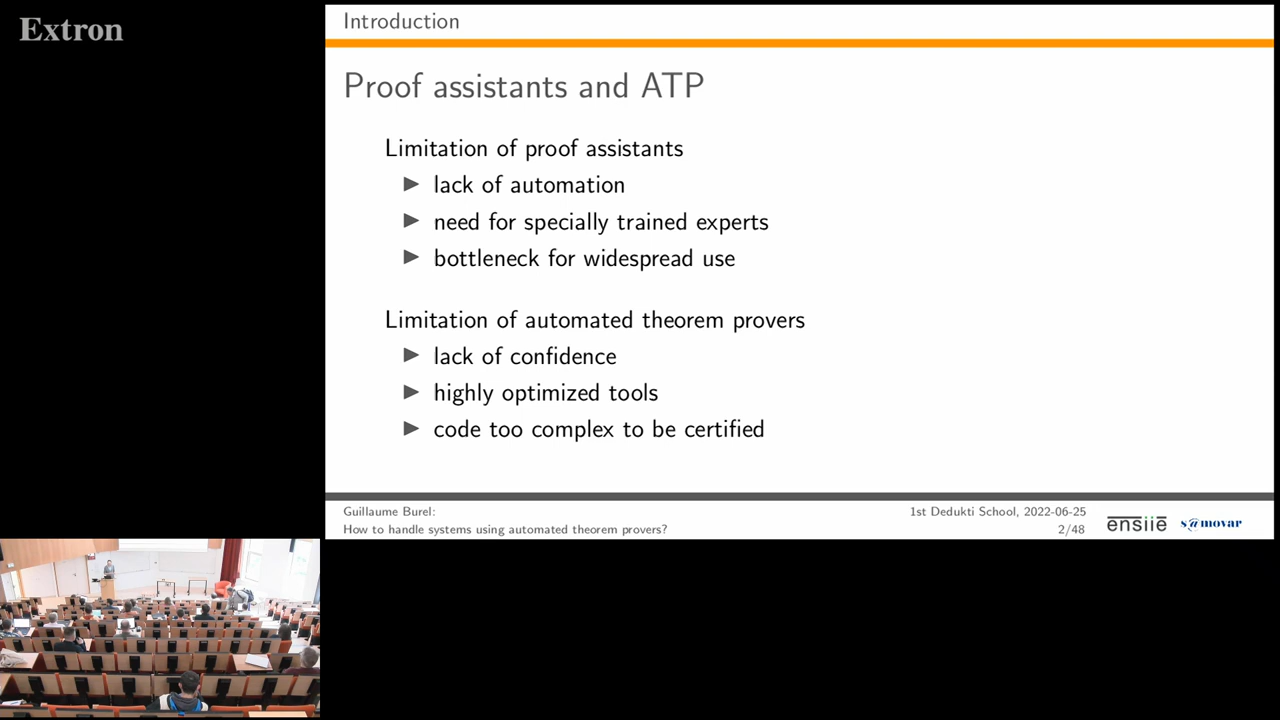 Extron
Introduction
Proof assistants and ATP
Limitation of proof assistants
▶ lack of automation
▶ need for specially trained experts
▶ bottleneck for widespread use
Limitation of automated theorem provers
▶ lack of confidence
▶ highly optimized tools
▶ code too complex to be certified
Guillaume Burel:
How to handle systems using automated theorem provers?
1st Dedukti School, 2022-06-25
2/48
ensiie
s@movar